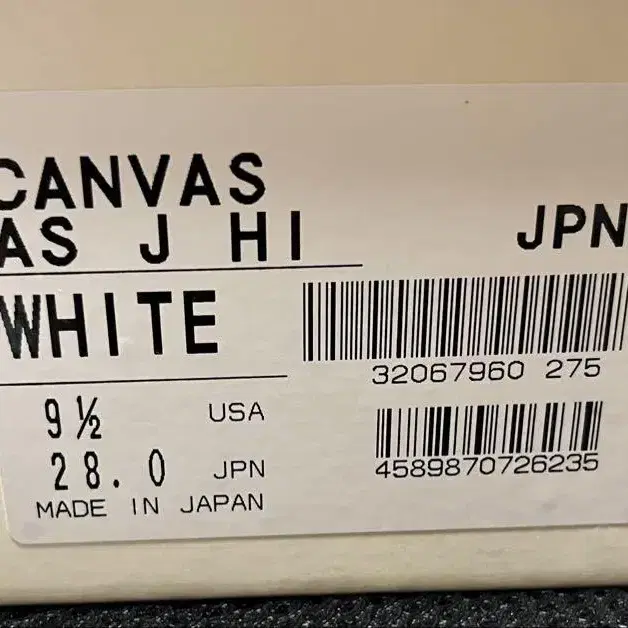 CANVAS
AS J HI
JPN
WHITE
32067960 275
9½ USA
28.0 JPN
4589870726235
MADE IN JAPAN